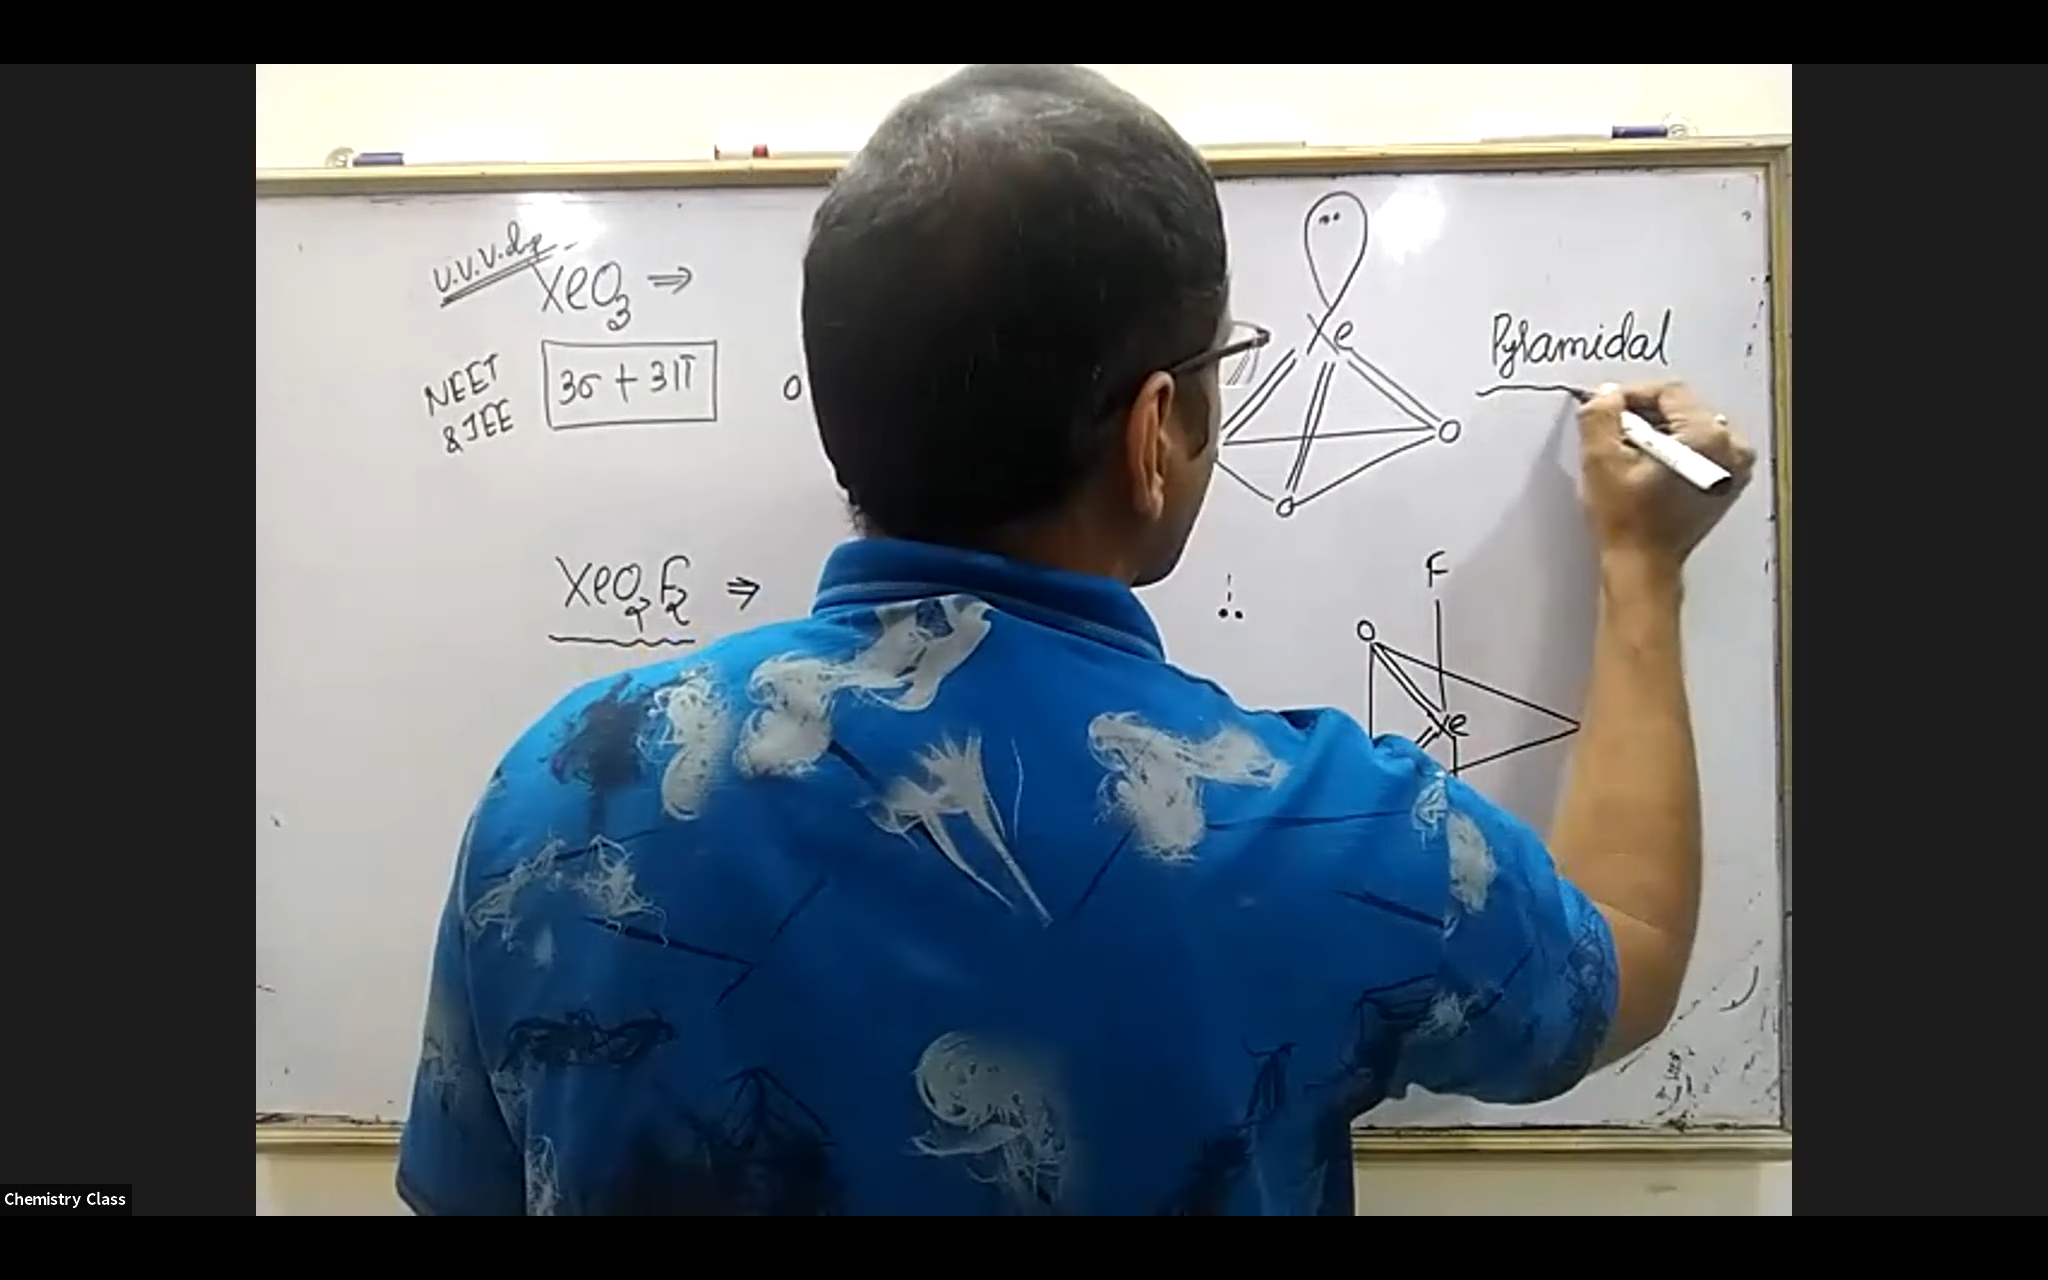 V.V.V.Imp
XeO3 ⇒
NEET
& JEE
3σ + 3π
O
Xe
O
O
Pyramidal
XeO2F2 ⇒
F
O
Xe
Chemistry Class